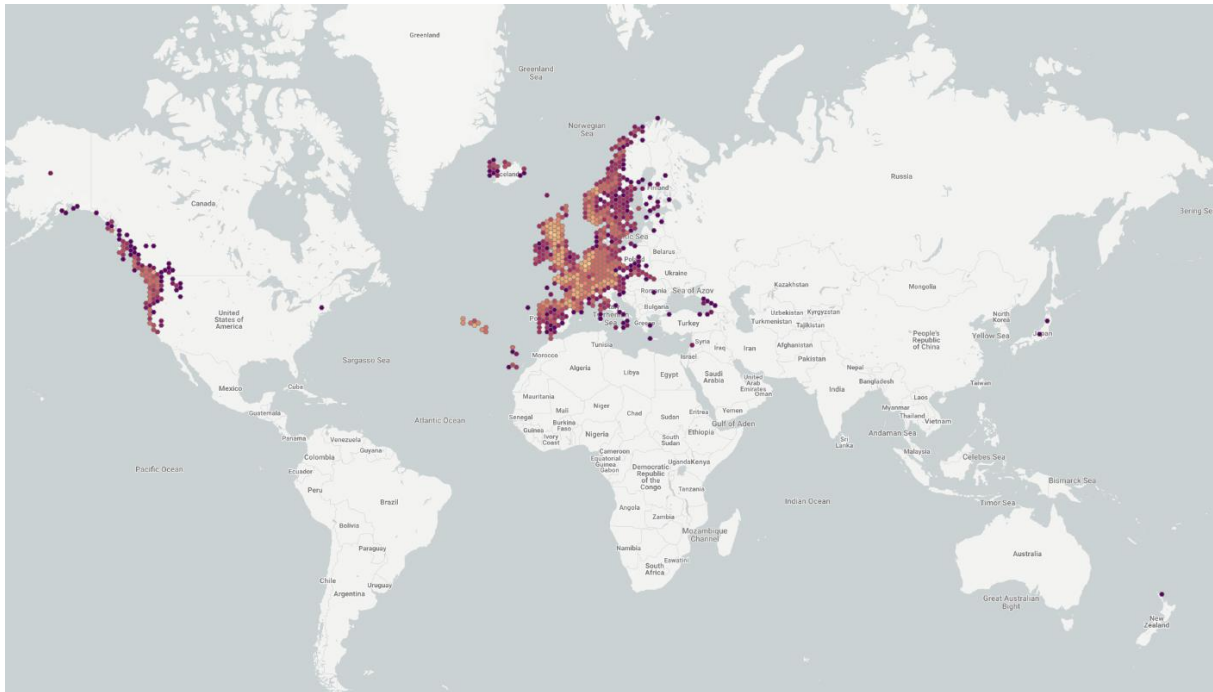 Greenland
Greenland
Sea
Norwegian
Sea
Iceland
Finland
Russia
Bering Se
Canada
tic Sea
Belarus
Ukraine
Kazakhstan
Mongolia
Romania
Sea of Azov
Bulgaria
Uzbekistan
Kyrgyzstan
North
Korea
United
States of
America
Sea
Greece
Turkey
Turkmenistan
Tajikistan
People's
Republic
of China
Yellow Sea
Japan
Sargasso Sea
Morocco
Tunisia
Syria
Iraq
Iran
Afghanistan
Pakistan
Israel
Algeria
Libya
Egypt
Saudi
Arabia
United
Arab
Emirates
Oman
Nepal
India
Bangladesh
Taiwan
Mexico
Cuba
Mauritania
Mali
Niger
Chad
Sudan
Eritrea
Yemen
Myanmar
Laos
Thailand
Vietnam
Guatemala
Atlantic Ocean
Senegal
Guinea
Burkina
Faso
Ivory
Coast
Nigeria
South
Sudan
Ethiopia
Gulf of Aden
Andaman Sea
Sri
Lanka
Panama
Venezuela
Guyana
Colombia
Cameroon
Equatorial
Guinea
Gabon
Uganda
Kenya
Malaysia
Celebes Sea
Pacific Ocean
Ecuador
Democratic
Republic
of the
Congo
Bismarck Sea
Peru
Brazil
Tanzania
Indian Ocean
Timor Sea
Angola
Zambia
Bolivia
Mozambique
Channel
Paraguay
Namibia
Eswatini
Australia
South
Africa
Chile
Uruguay
Argentina
Great Australian
Bight
New
Zealand